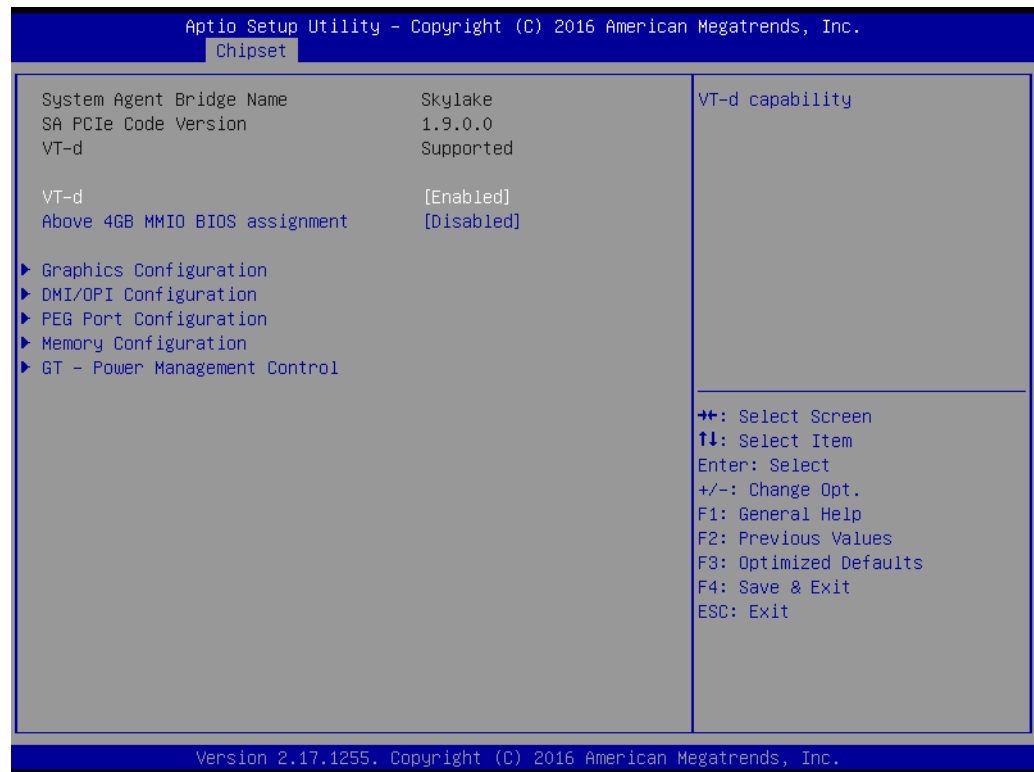 Aptio Setup Utility – Copyright (C) 2016 American Megatrends, Inc.
Chipset
System Agent Bridge Name Skylake
SA PCIe Code Version 1.9.0.0
VT-d Supported
VT-d [Enabled]
Above 4GB MMIO BIOS assignment [Disabled]
Graphics Configuration
DMI/OPI Configuration
PEG Port Configuration
Memory Configuration
GT – Power Management Control
VT-d capability
→←: Select Screen
↑↓: Select Item
Enter: Select
+/-: Change Opt.
F1: General Help
F2: Previous Values
F3: Optimized Defaults
F4: Save & Exit
ESC: Exit
Version 2.17.1255. Copyright (C) 2016 American Megatrends, Inc.